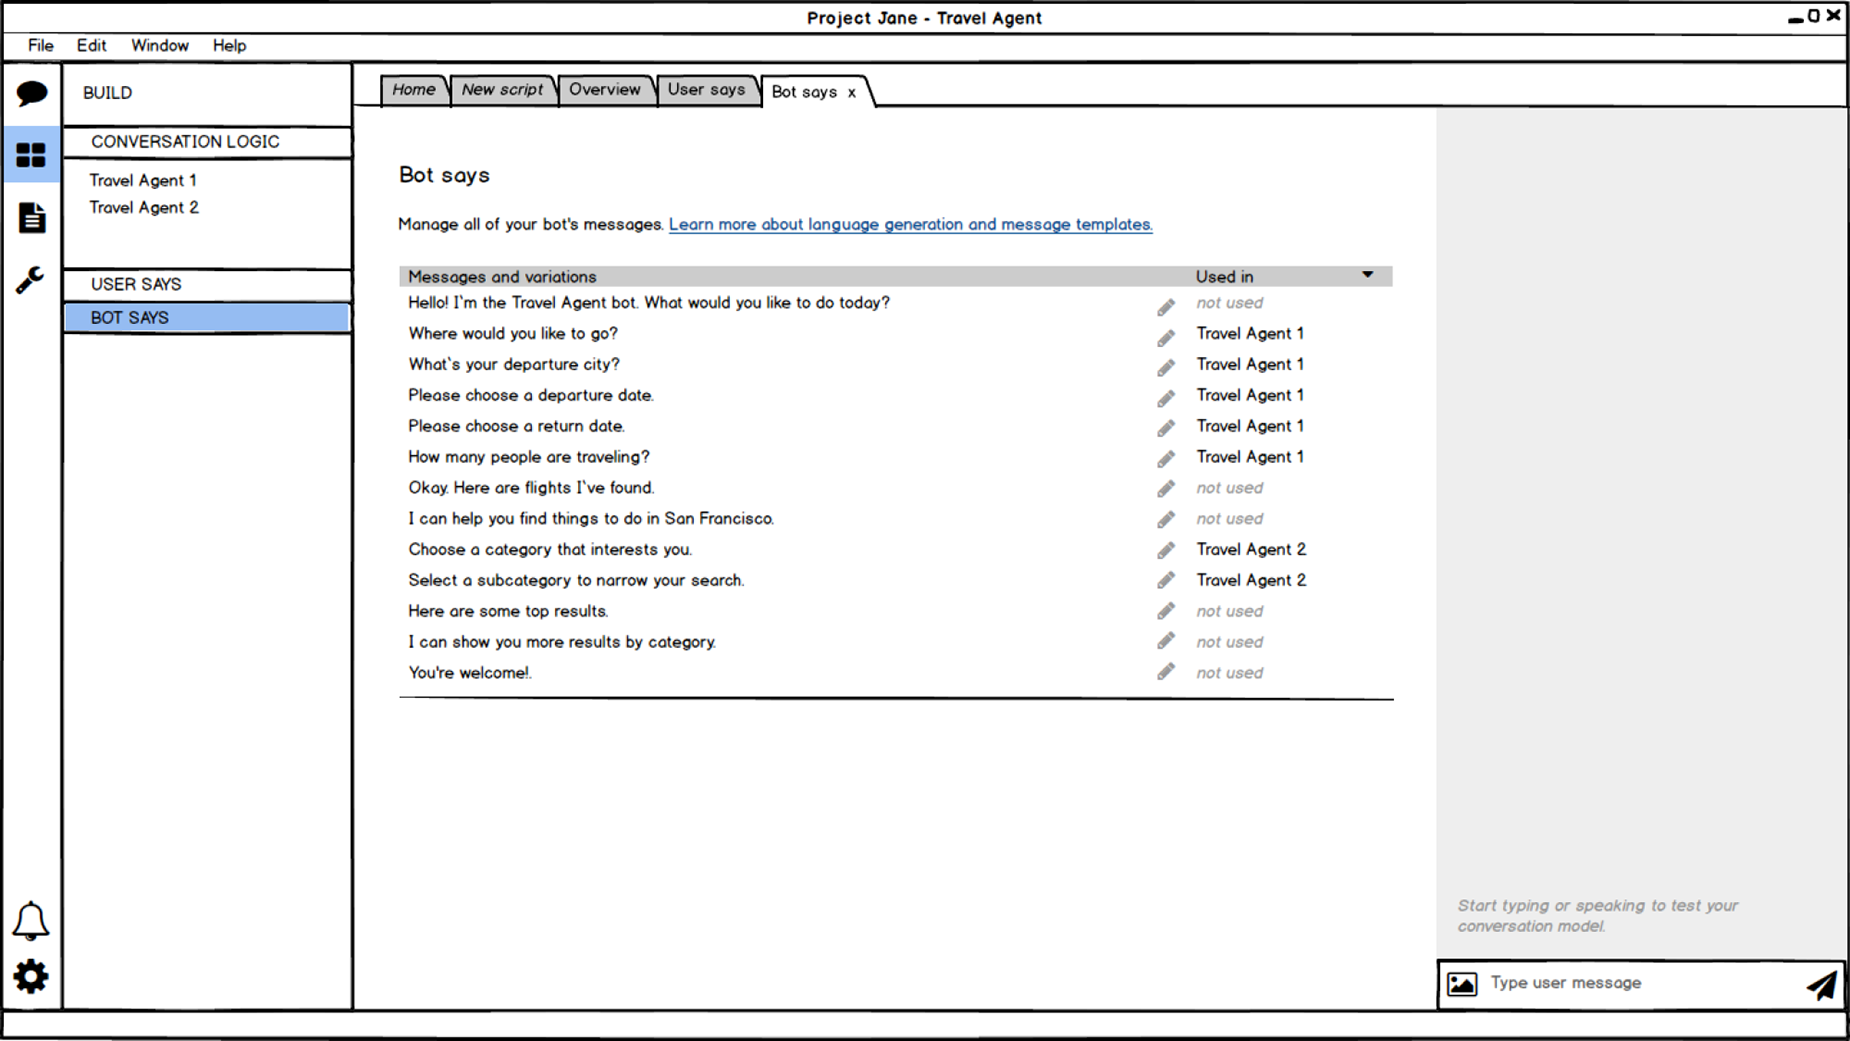 Project Jane - Travel Agent
File Edit Window Help
BUILD
CONVERSATION LOGIC
Travel Agent 1
Travel Agent 2
USER SAYS
BOT SAYS
Home New script Overview User says Bot says x
Bot says
Manage all of your bot's messages. Learn more about language generation and message templates.
Messages and variations Used in
Hello! I'm the Travel Agent bot. What would you like to do today? not used
Where would you like to go? Travel Agent 1
What's your departure city? Travel Agent 1
Please choose a departure date. Travel Agent 1
Please choose a return date. Travel Agent 1
How many people are traveling? Travel Agent 1
Okay. Here are flights I've found. not used
I can help you find things to do in San Francisco. not used
Choose a category that interests you. Travel Agent 2
Select a subcategory to narrow your search. Travel Agent 2
Here are some top results. not used
I can show you more results by category. not used
You're welcome!. not used
Start typing or speaking to test your
conversation model.
Type user message